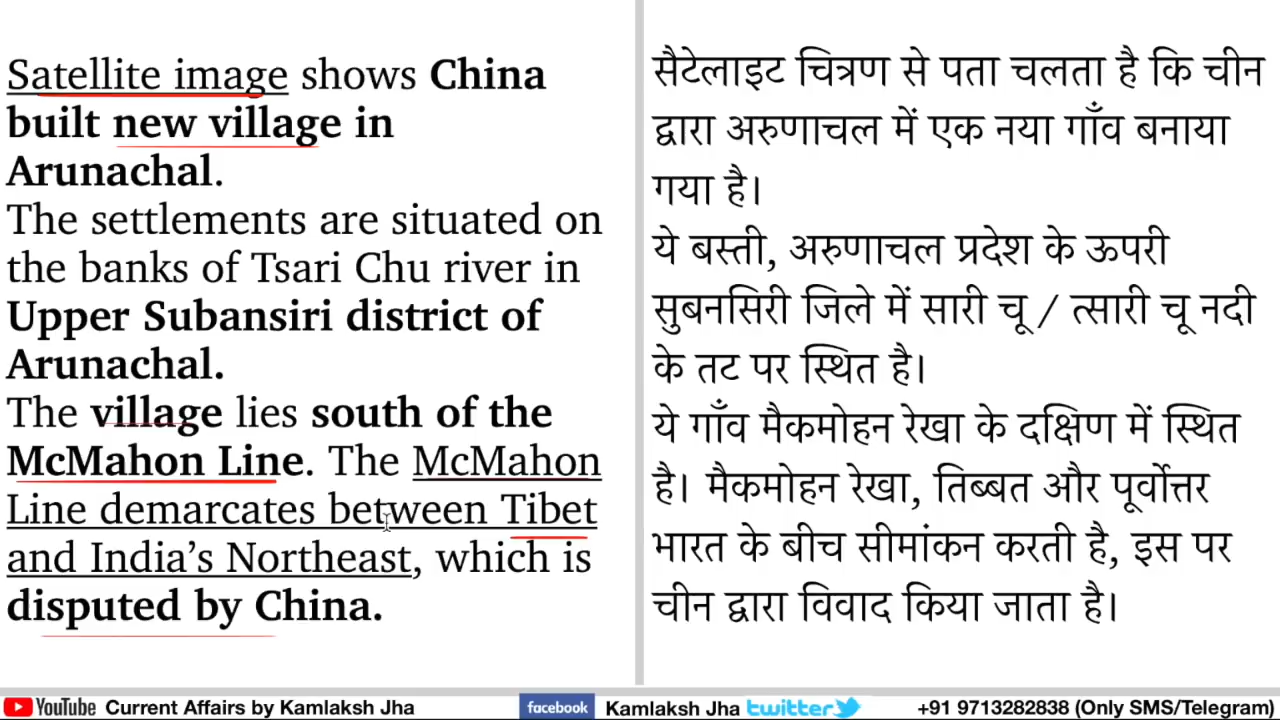 Satellite image shows China
built new village in
Arunachal.
The settlements are situated on
the banks of Tsari Chu river in
Upper Subansiri district of
Arunachal.
The village lies south of the
McMahon Line. The McMahon
Line demarcates between Tibet
and India’s Northeast, which is
disputed by China.
सैटेलाइट चित्रण से पता चलता है कि चीन
द्वारा अरुणाचल में एक नया गाँव बनाया
गया है।
ये बस्ती, अरुणाचल प्रदेश के ऊपरी
सुबनसिरी जिले में सारी चू / त्सारी चू नदी
के तट पर स्थित है।
ये गाँव मैकमोहन रेखा के दक्षिण में स्थित
है। मैकमोहन रेखा, तिब्बत और पूर्वोत्तर
भारत के बीच सीमांकन करती है, इस पर
चीन द्वारा विवाद किया जाता है।
YouTube Current Affairs by Kamlaksh Jha facebook Kamlaksh Jha twitter +91 9713282838 (Only SMS/Telegram)